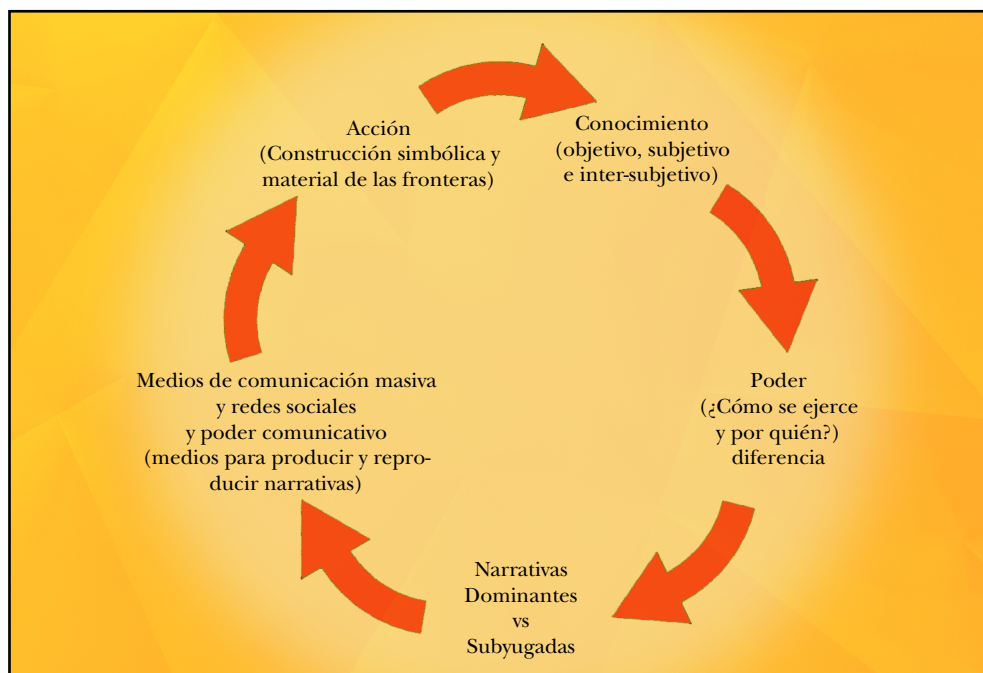 Acción
(Construcción simbólica y
material de las fronteras)
Conocimiento
(objetivo, subjetivo
e inter-subjetivo)
Poder
(¿Cómo se ejerce
y por quién?)
diferencia
Narrativas
Dominantes
vs
Subyugadas
Medios de comunicación masiva
y redes sociales
y poder comunicativo
(medios para producir y repro-
ducir narrativas)